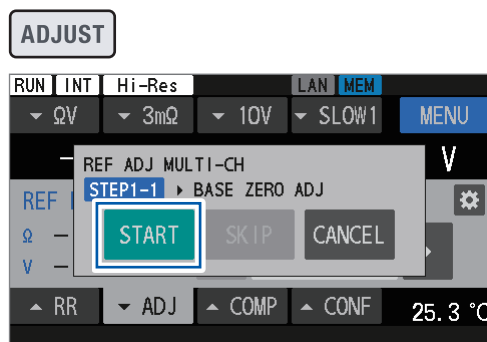 ADJUST
RUN INT Hi-Res LAN MEM
ΩV 3mΩ 10V SLOW1 MENU
REF ADJ MULTI-CH
V
STEP1-1 ▸ BASE ZERO ADJ
REF
START SKIP CANCEL
Ω –
V –
RR ADJ COMP CONF 25.3 °C